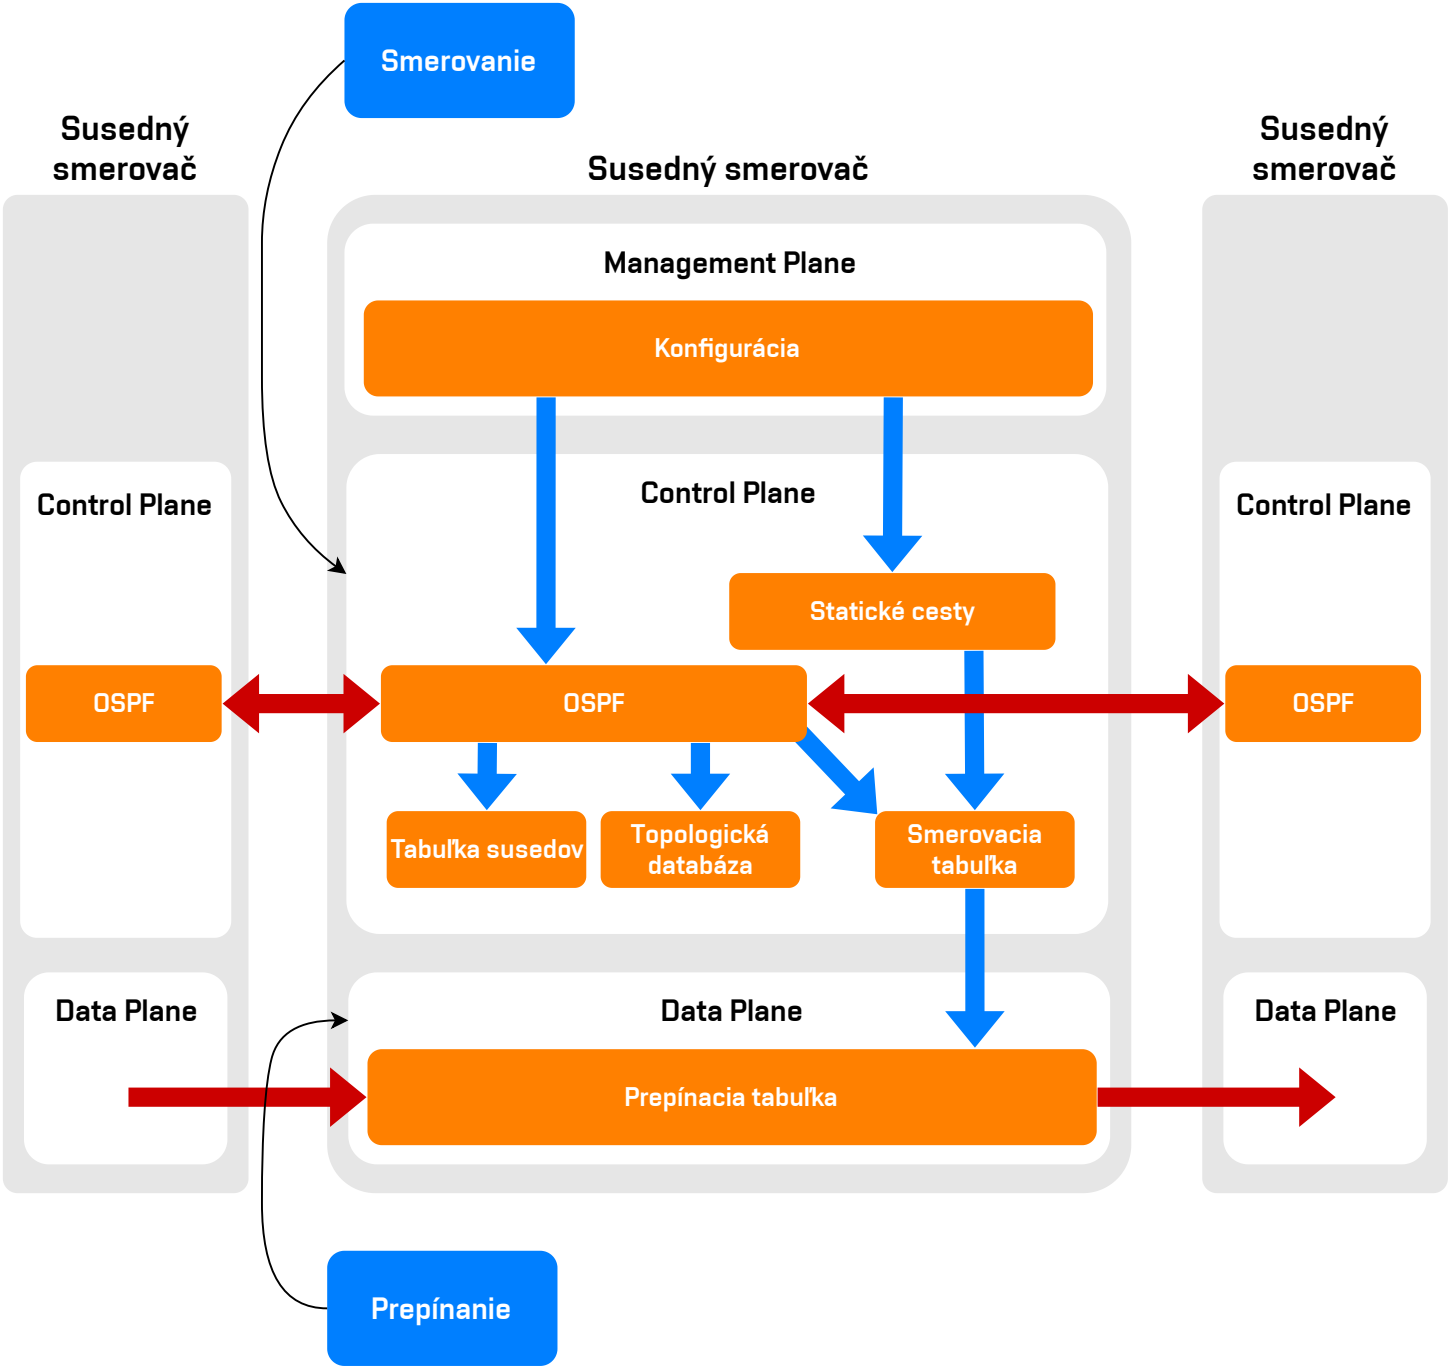 Smerovanie
Susedný
smerovač
Susedný smerovač
Susedný
smerovač
Management Plane
Konfigurácia
Control Plane
Control Plane
Control Plane
Statické cesty
OSPF
OSPF
OSPF
Tabuľka susedov
Topologická
databáza
Smerovacia
tabuľka
Data Plane
Data Plane
Data Plane
Prepínacia tabuľka
Prepínanie